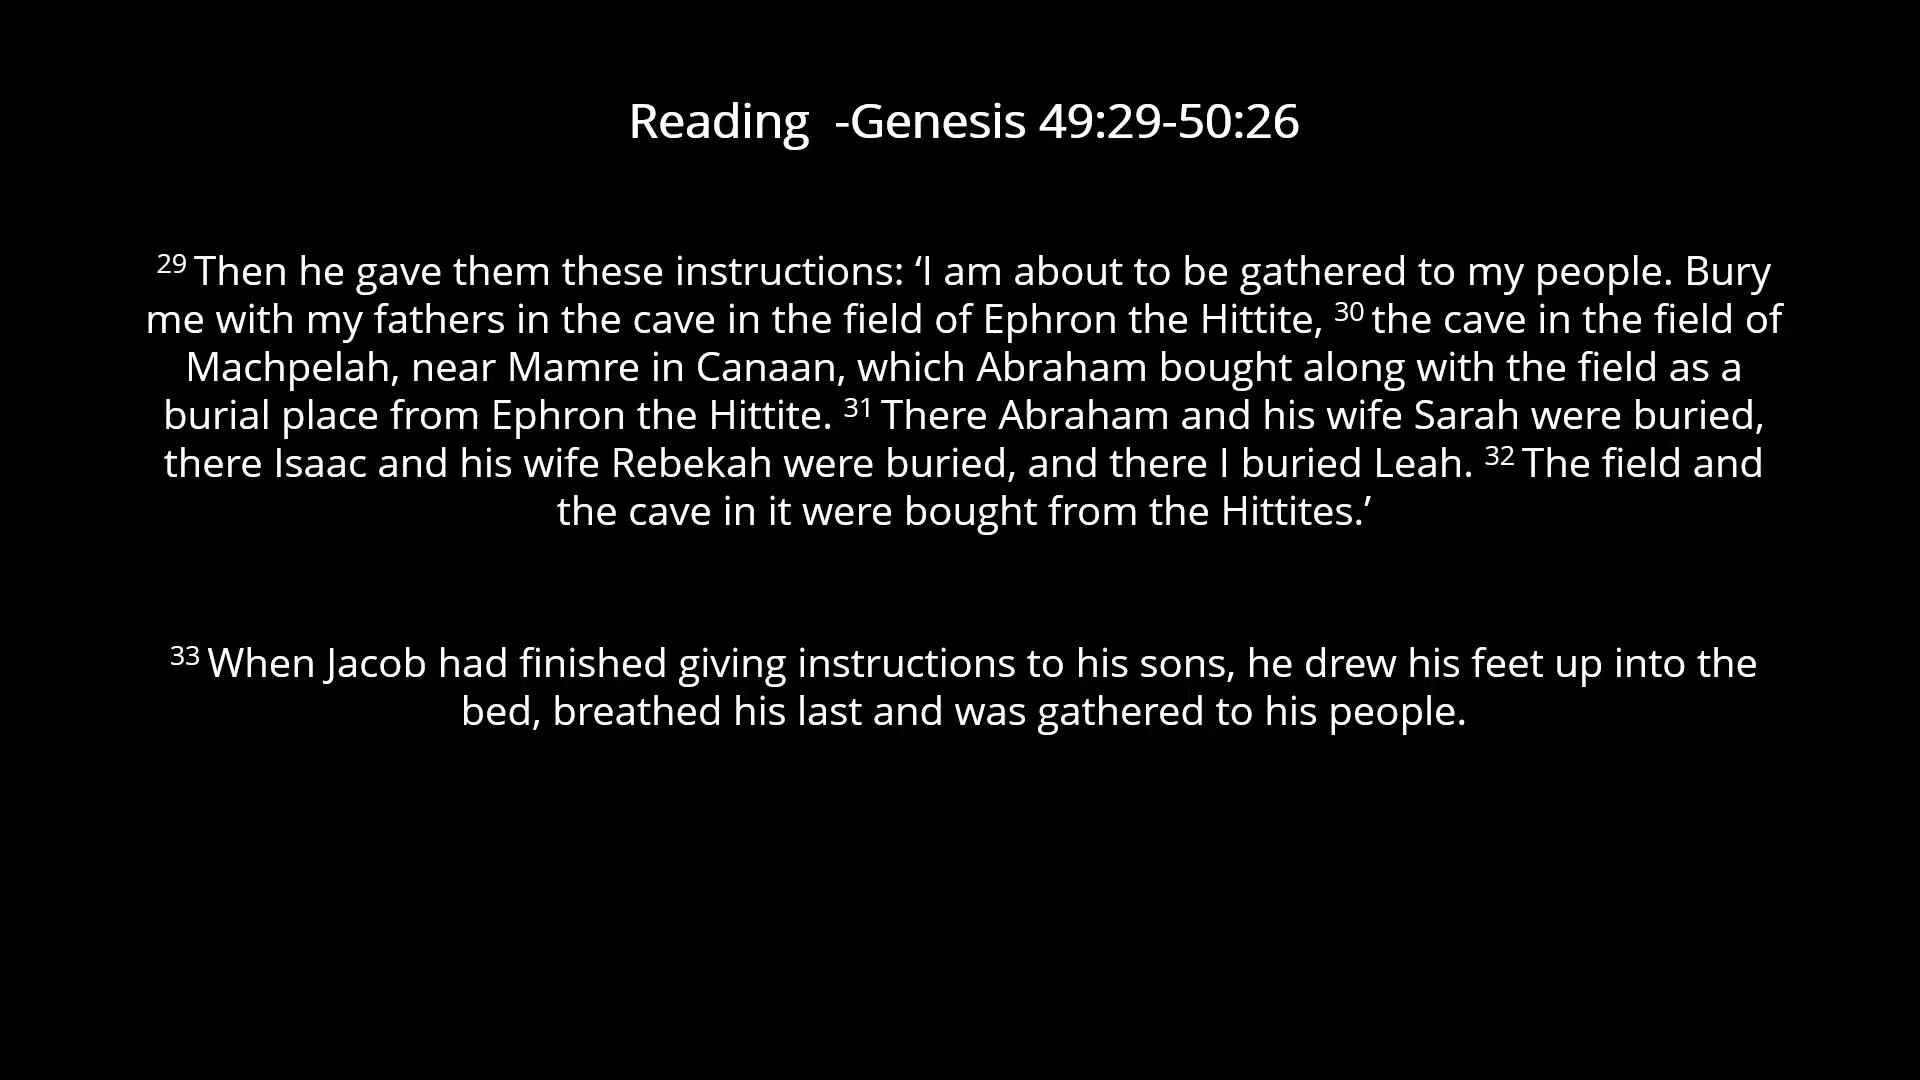 Reading  -Genesis 49:29-50:26
29 Then he gave them these instructions: ‘I am about to be gathered to my people. Bury
me with my fathers in the cave in the field of Ephron the Hittite, 30 the cave in the field of
Machpelah, near Mamre in Canaan, which Abraham bought along with the field as a
burial place from Ephron the Hittite. 31 There Abraham and his wife Sarah were buried,
there Isaac and his wife Rebekah were buried, and there I buried Leah. 32 The field and
the cave in it were bought from the Hittites.’
33 When Jacob had finished giving instructions to his sons, he drew his feet up into the
bed, breathed his last and was gathered to his people.